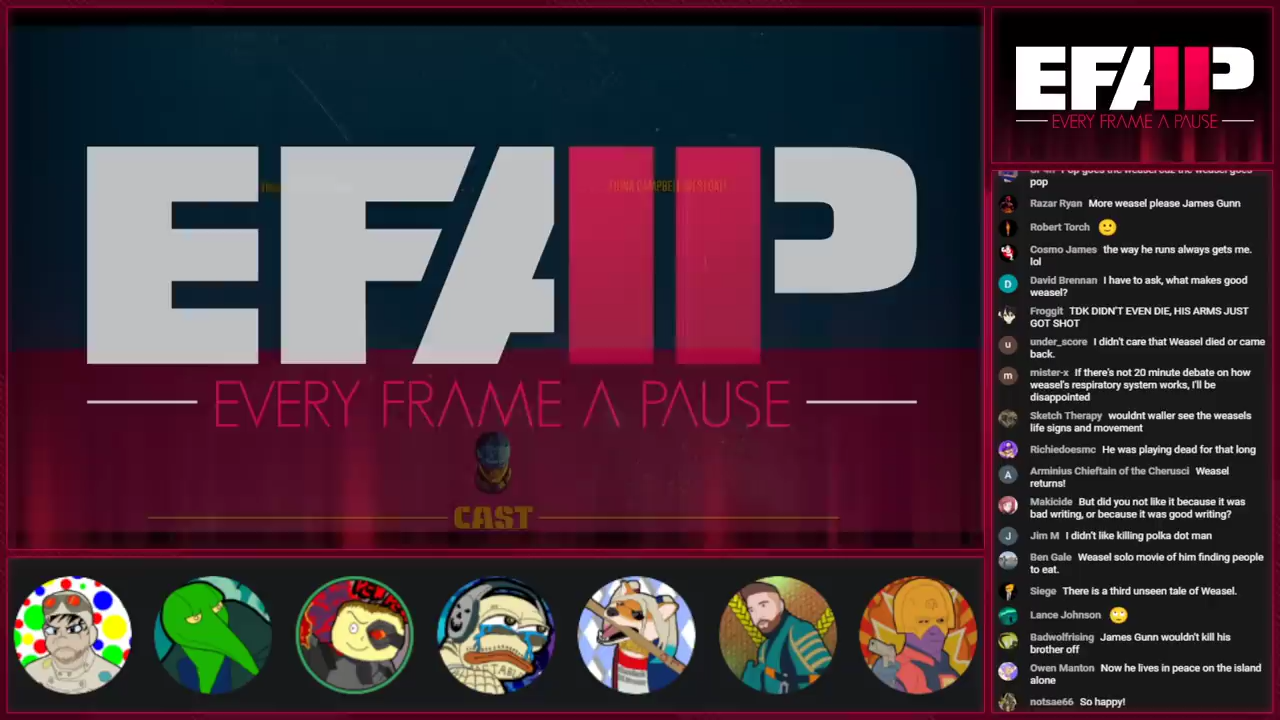 EFAP
EVERY FRAME A PAUSE
CAST
EFAP
EVERY FRAME A PAUSE
Pop goes the weasel
pop
Razar Ryan More weasel please James Gunn
Robert Torch 🙂
Cosmo James the way he runs always gets me.
lol
David Brennan I have to ask, what makes good
weasel?
Froggit TDK DIDN'T EVEN DIE, HIS ARMS JUST
GOT SHOT
under_score I didn't care that Weasel died or came
back.
mister-x If there's not 20 minute debate on how
weasel's respiratory system works, I'll be
disappointed
Sketch Therapy wouldnt waller see the weasels
life signs and movement
Richiedoesmc He was playing dead for that long
Arminius Chieftain of the Cherusci Weasel
returns!
Makicide But did you not like it because it was
bad writing, or because it was good writing?
Jim M I didn't like killing polka dot man
Ben Gale Weasel solo movie of him finding people
to eat.
Siege There is a third unseen tale of Weasel.
Lance Johnson 🙄
Badwolfrising James Gunn wouldn't kill his
brother off
Owen Manton Now he lives in peace on the island
alone
notsae66 So happy!